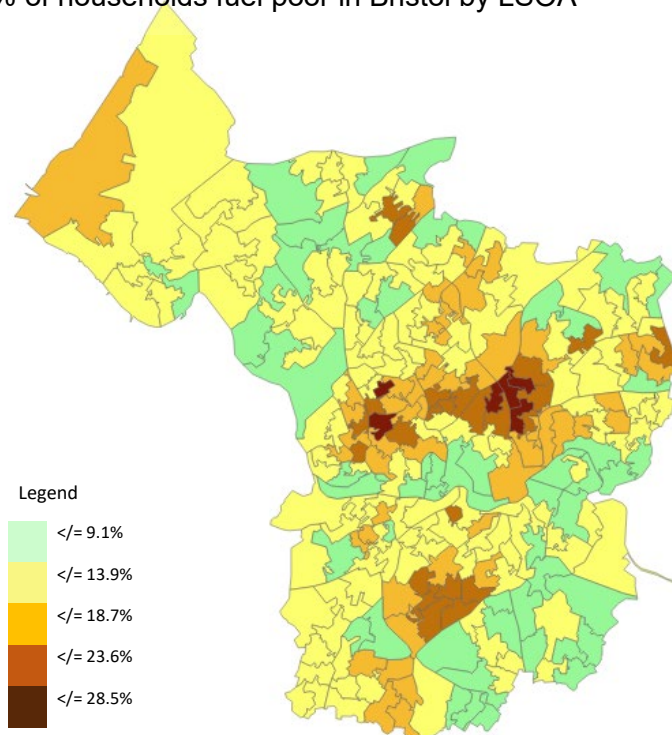 % of households fuel poor in Bristol by LSOA
Legend
</= 9.1%
</= 13.9%
</= 18.7%
</= 23.6%
</= 28.5%